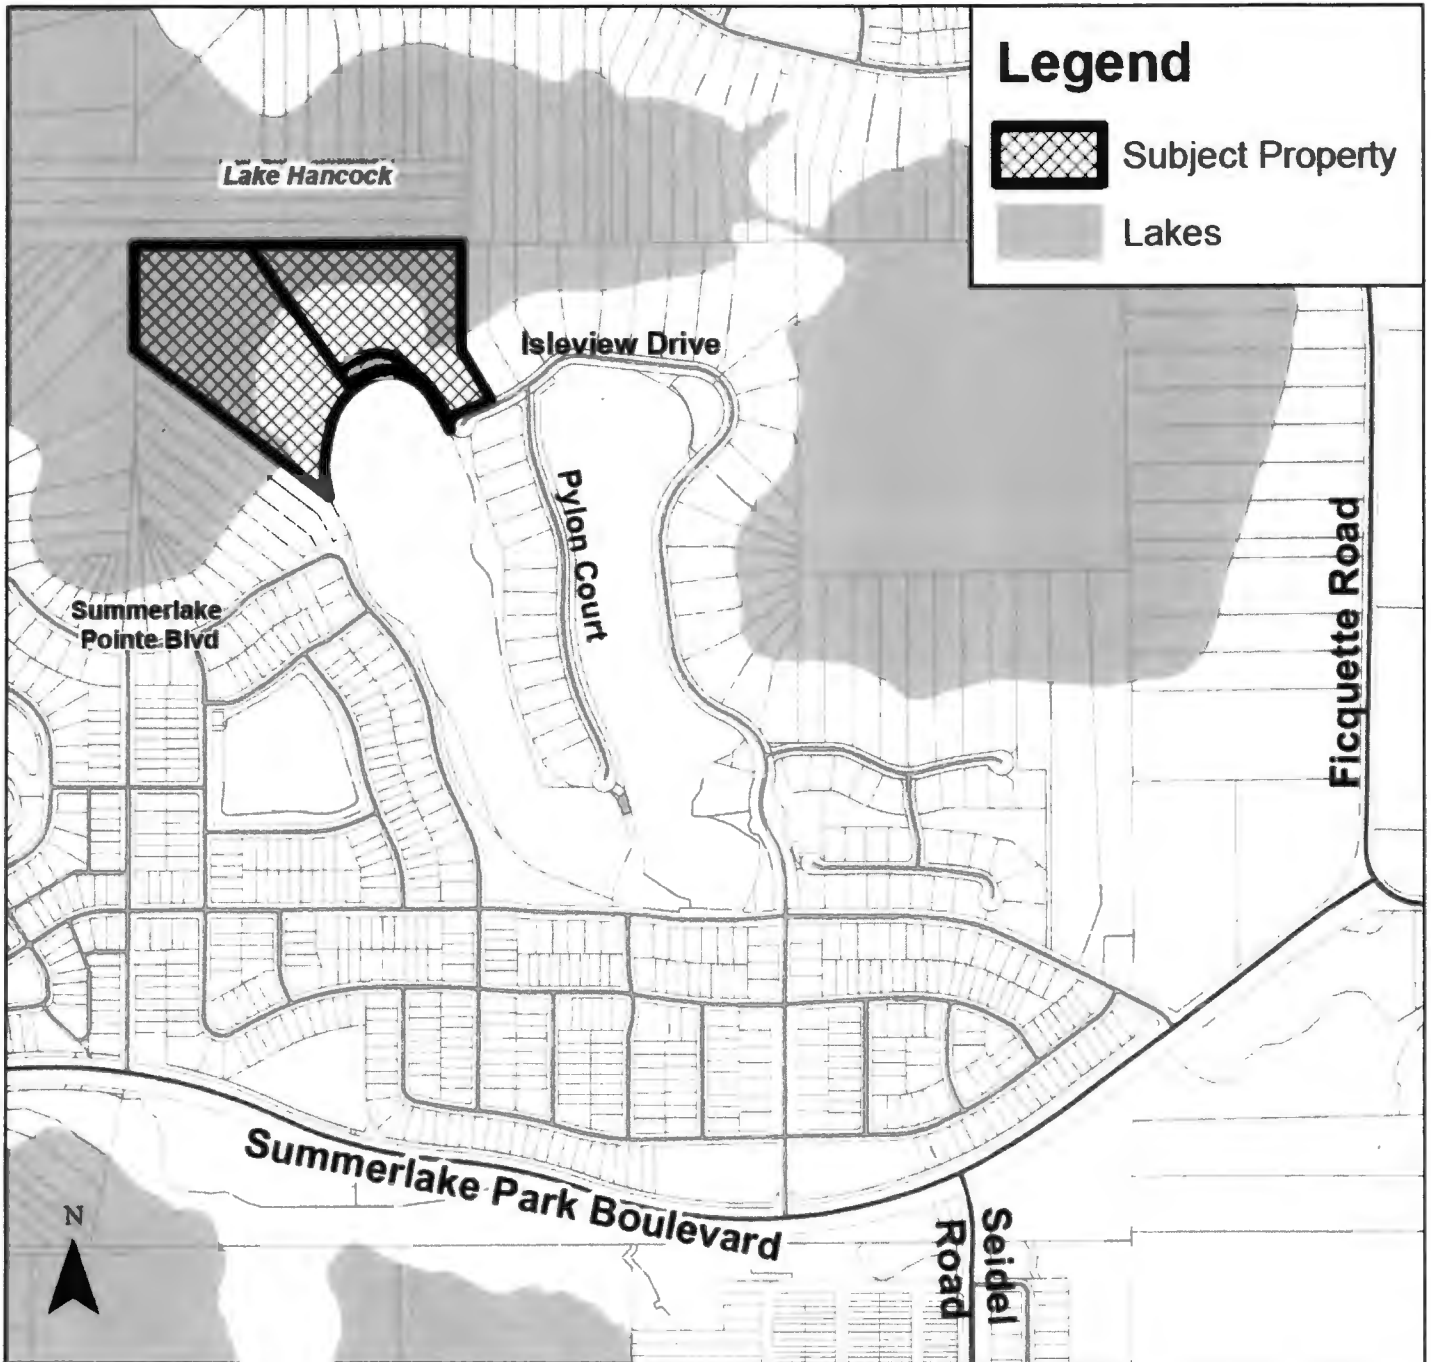 Legend
Subject Property
Lakes
Lake Hancock
Isleview Drive
Pylon Court
Ficquette Road
Summerlake
Pointe Blvd
Summerlake Park Boulevard
Seidel
Road
N